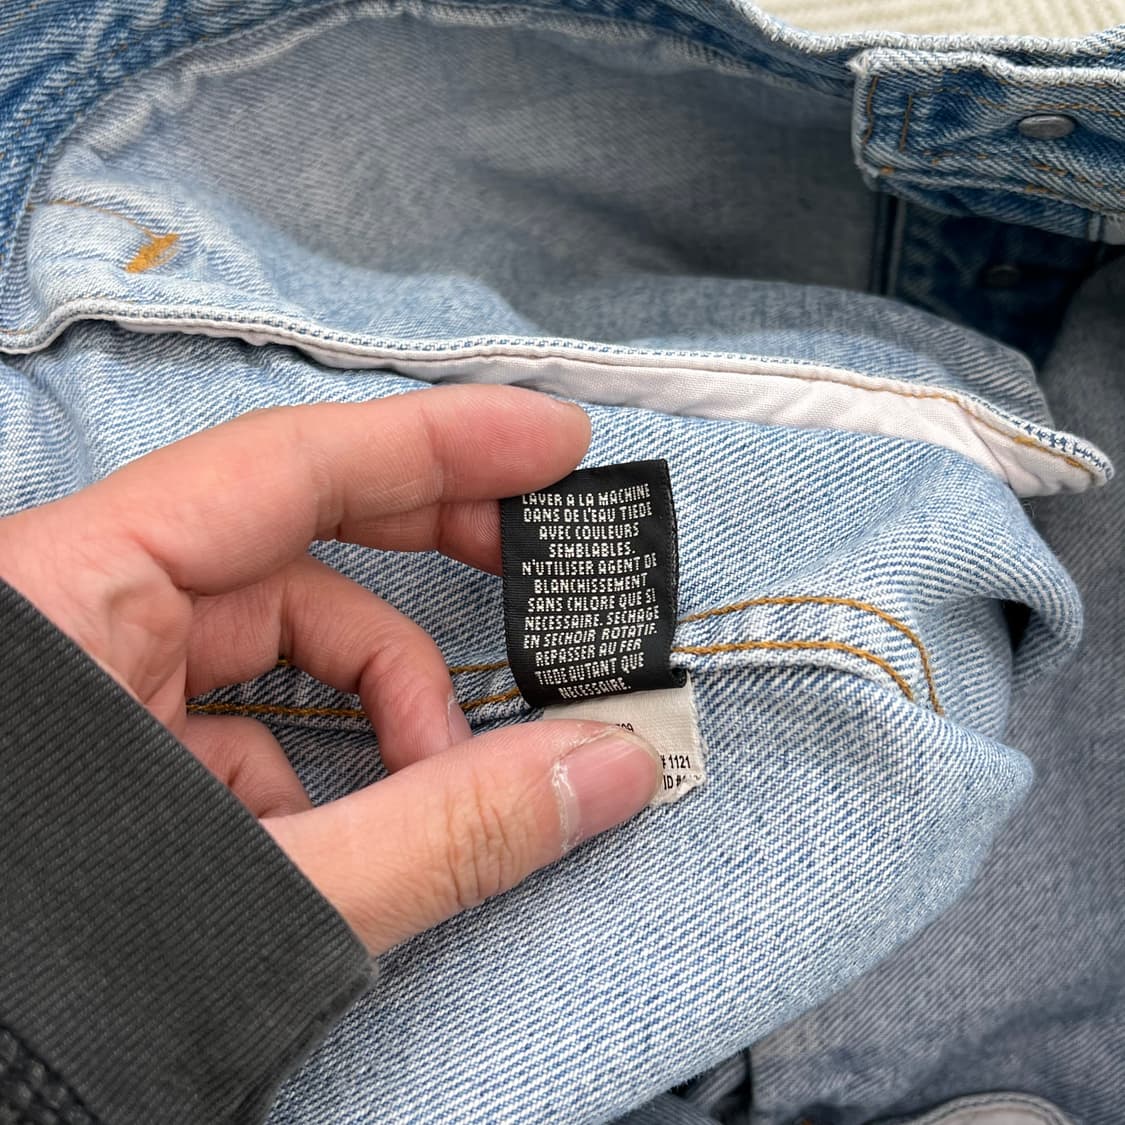 LAVER A LA MACHINE
DANS DE L'EAU TIEDE
AVEC COULEURS
SEMBLABLES.
N'UTILISER AGENT DE
BLANCHISSEMENT
SANS CHLORE QUE SI
NECESSAIRE. SECHAGE
EN SECHOIR ROTATIF.
REPASSER AU FER
TIEDE AUTANT QUE
NECESSAIRE.
# 1121
ID #